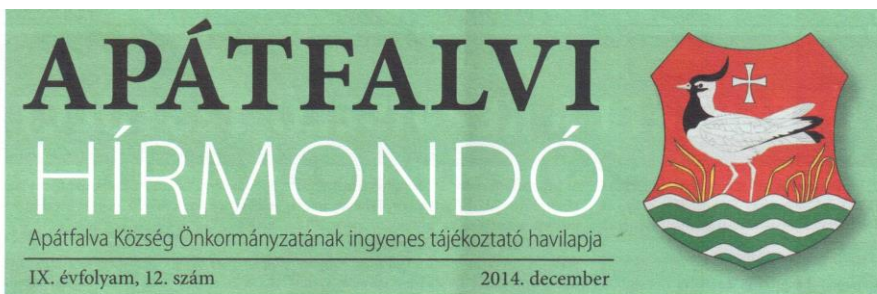 APÁTFALVI
HÍRMONDÓ
Apátfalva Község Önkormányzatának ingyenes tájékoztató havilapja
IX. évfolyam, 12. szám 2014. december